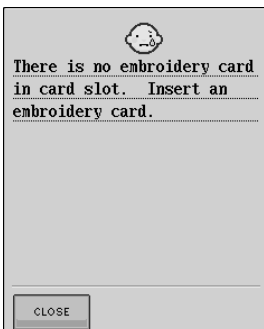 There is no embroidery card
in card slot.  Insert an
embroidery card.
CLOSE